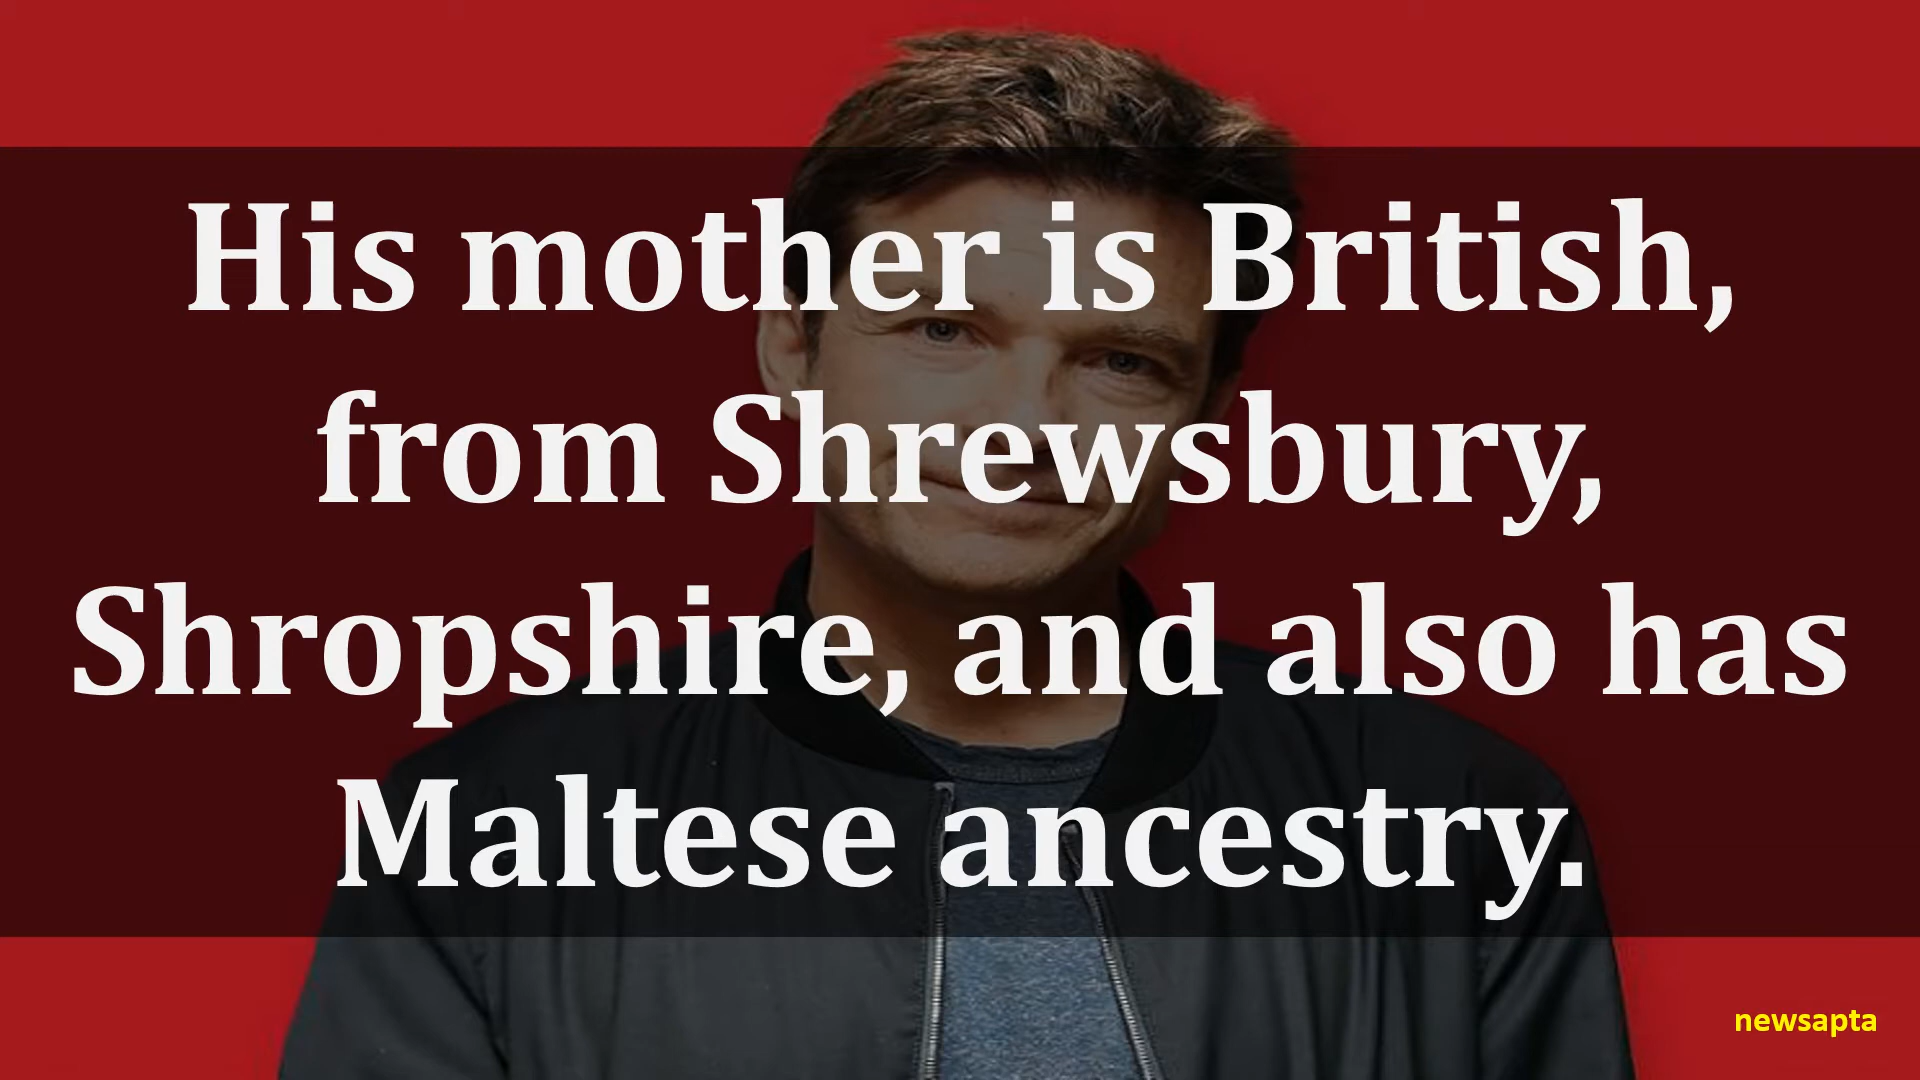 His mother is British,
from Shrewsbury,
Shropshire, and also has
Maltese ancestry.
newsapta